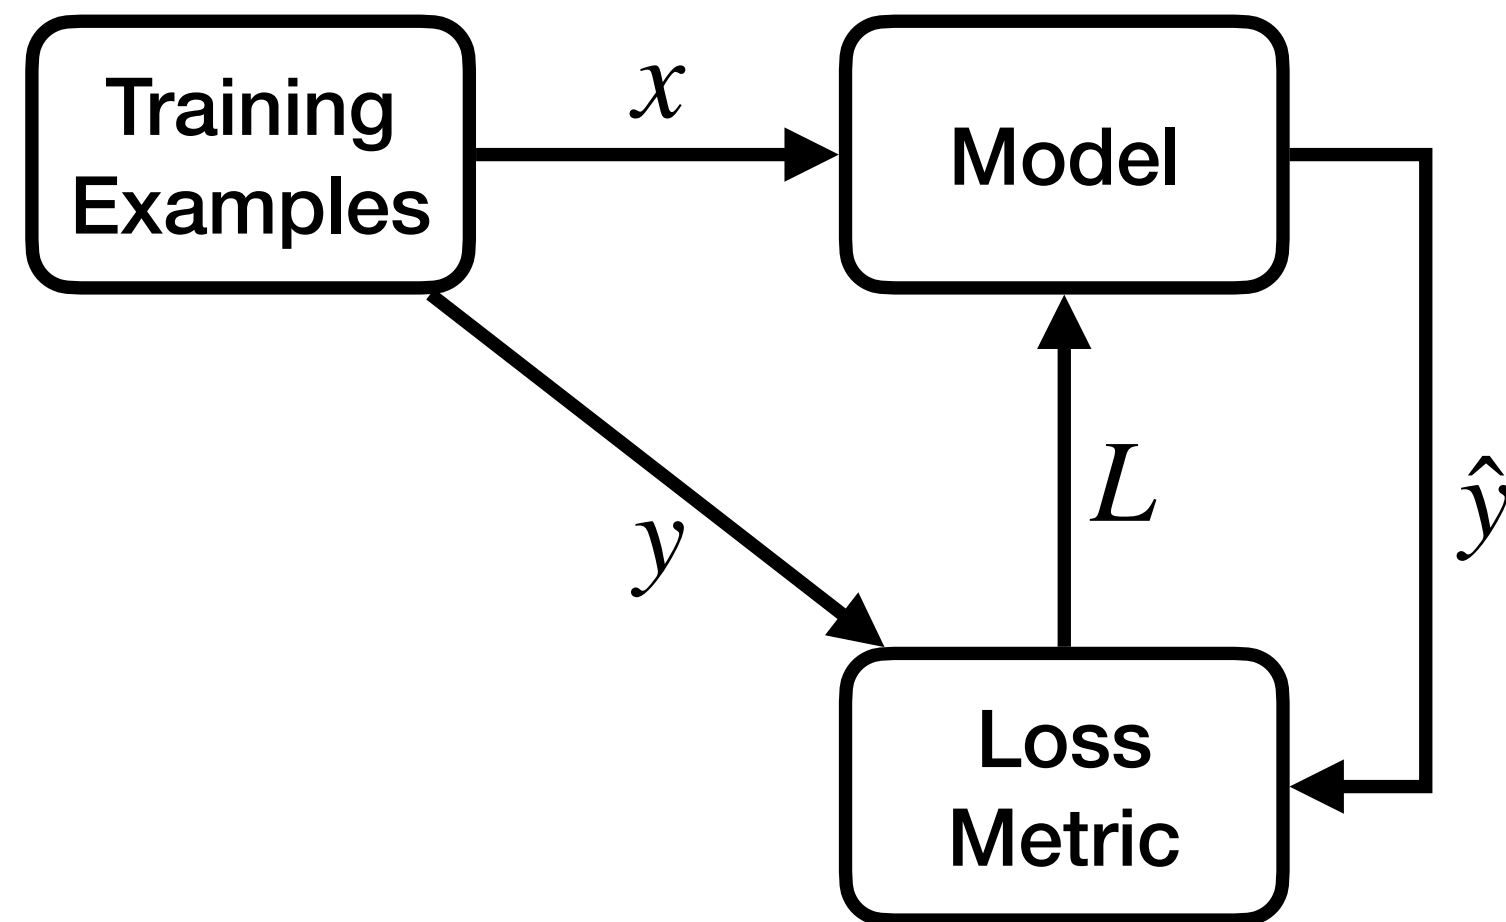 Training
Examples
x
Model
y
L
ŷ
Loss
Metric